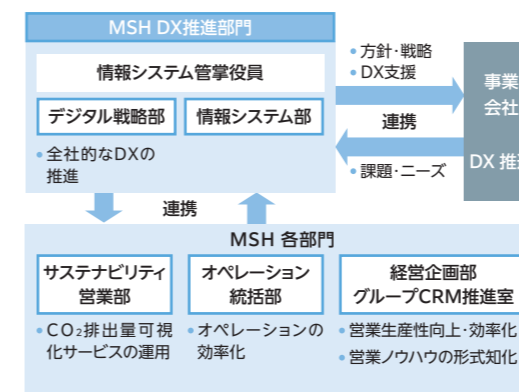 MSH DX推進部門
情報システム管掌役員
デジタル戦略部
情報システム部
•全社的なDXの
推進
•方針・戦略
•DX支援
連携
•課題・ニーズ
事業
会社
DX 推進
連携
MSH 各部門
サステナビリティ
営業部
•CO₂排出量可視
化サービスの運用
オペレーション
統括部
•オペレーションの
効率化
経営企画部
グループCRM推進室
•営業生産性向上・効率化
•営業ノウハウの形式知化